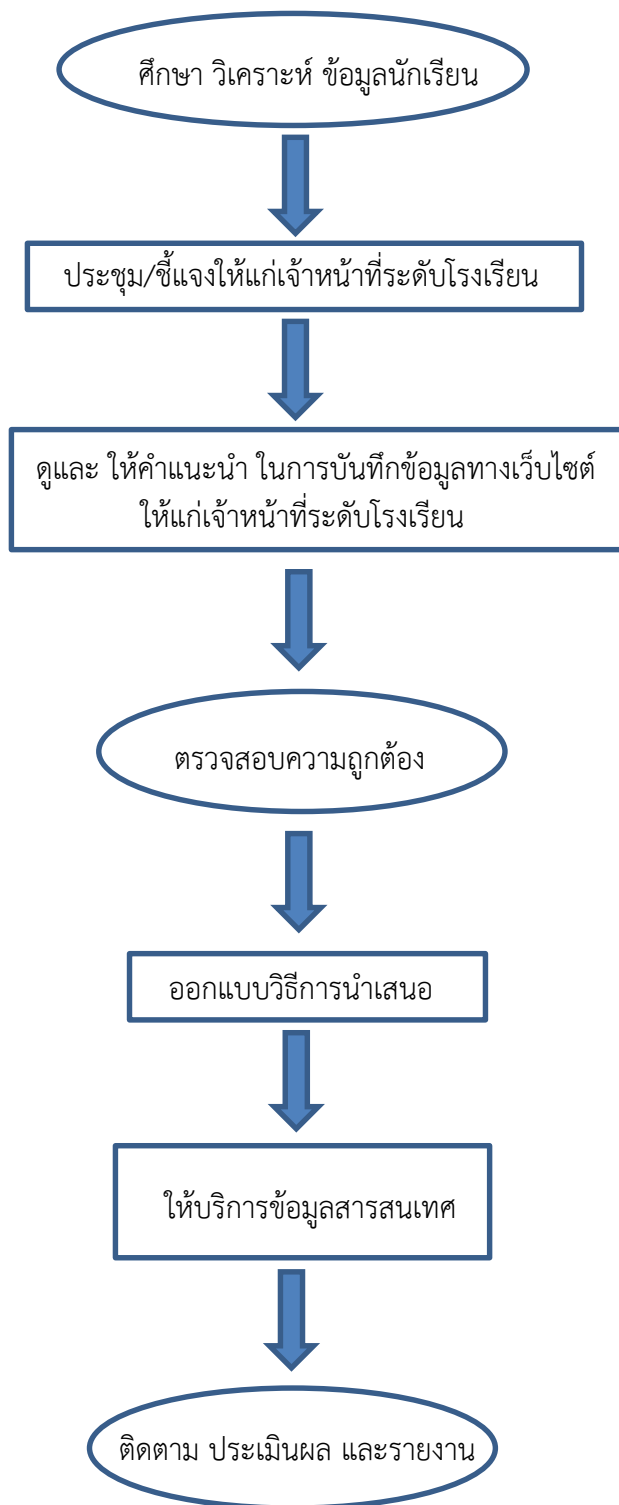 ศึกษา วิเคราะห์ ข้อมูลนักเรียน
ประชุม/ชี้แจงให้แก่เจ้าหน้าที่ระดับโรงเรียน
ดูและ ให้คำแนะนำ ในการบันทึกข้อมูลทางเว็บไซต์
ให้แก่เจ้าหน้าที่ระดับโรงเรียน
ตรวจสอบความถูกต้อง
ออกแบบวิธีการนำเสนอ
ให้บริการข้อมูลสารสนเทศ
ติดตาม ประเมินผล และรายงาน